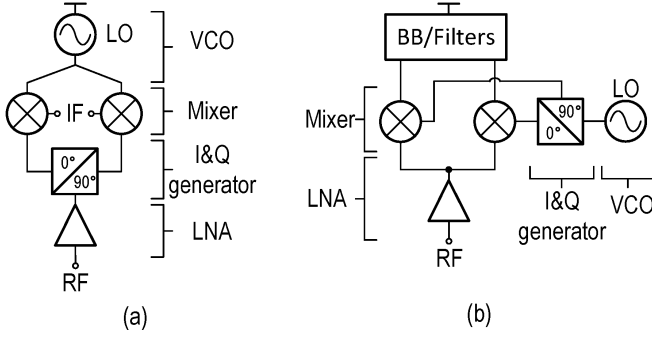 LO
VCO
IF
Mixer
0°
90°
I&Q
generator
LNA
RF
(a)
BB/Filters
Mixer
LO
90°
0°
LNA
I&Q
generator
VCO
RF
(b)